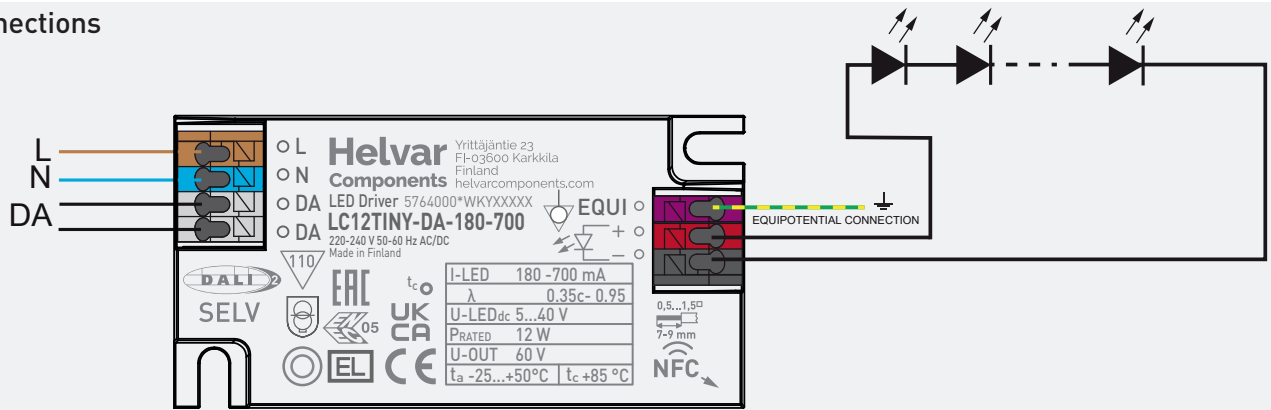 nections
L
N
DA
L
N
DA
DA
Helvar
Components
Yrittäjäntie 23
FI-03600 Karkkila
Finland
helvarcomponents.com
LED Driver 5764000*WKYXXXXX
LC12TINY-DA-180-700
220-240 V 50-60 Hz AC/DC
Made in Finland
EQUI
+
−
EQUIPOTENTIAL CONNECTION
110
DALI 2
SELV
EAC
05
UK
CA
EL
CE
tc
I-LED 180 -700 mA
λ 0.35c- 0.95
U-LEDdc 5...40 V
PRATED 12 W
U-OUT 60 V
ta -25...+50°C tc +85 °C
0,5...1,5□
7-9 mm
NFC